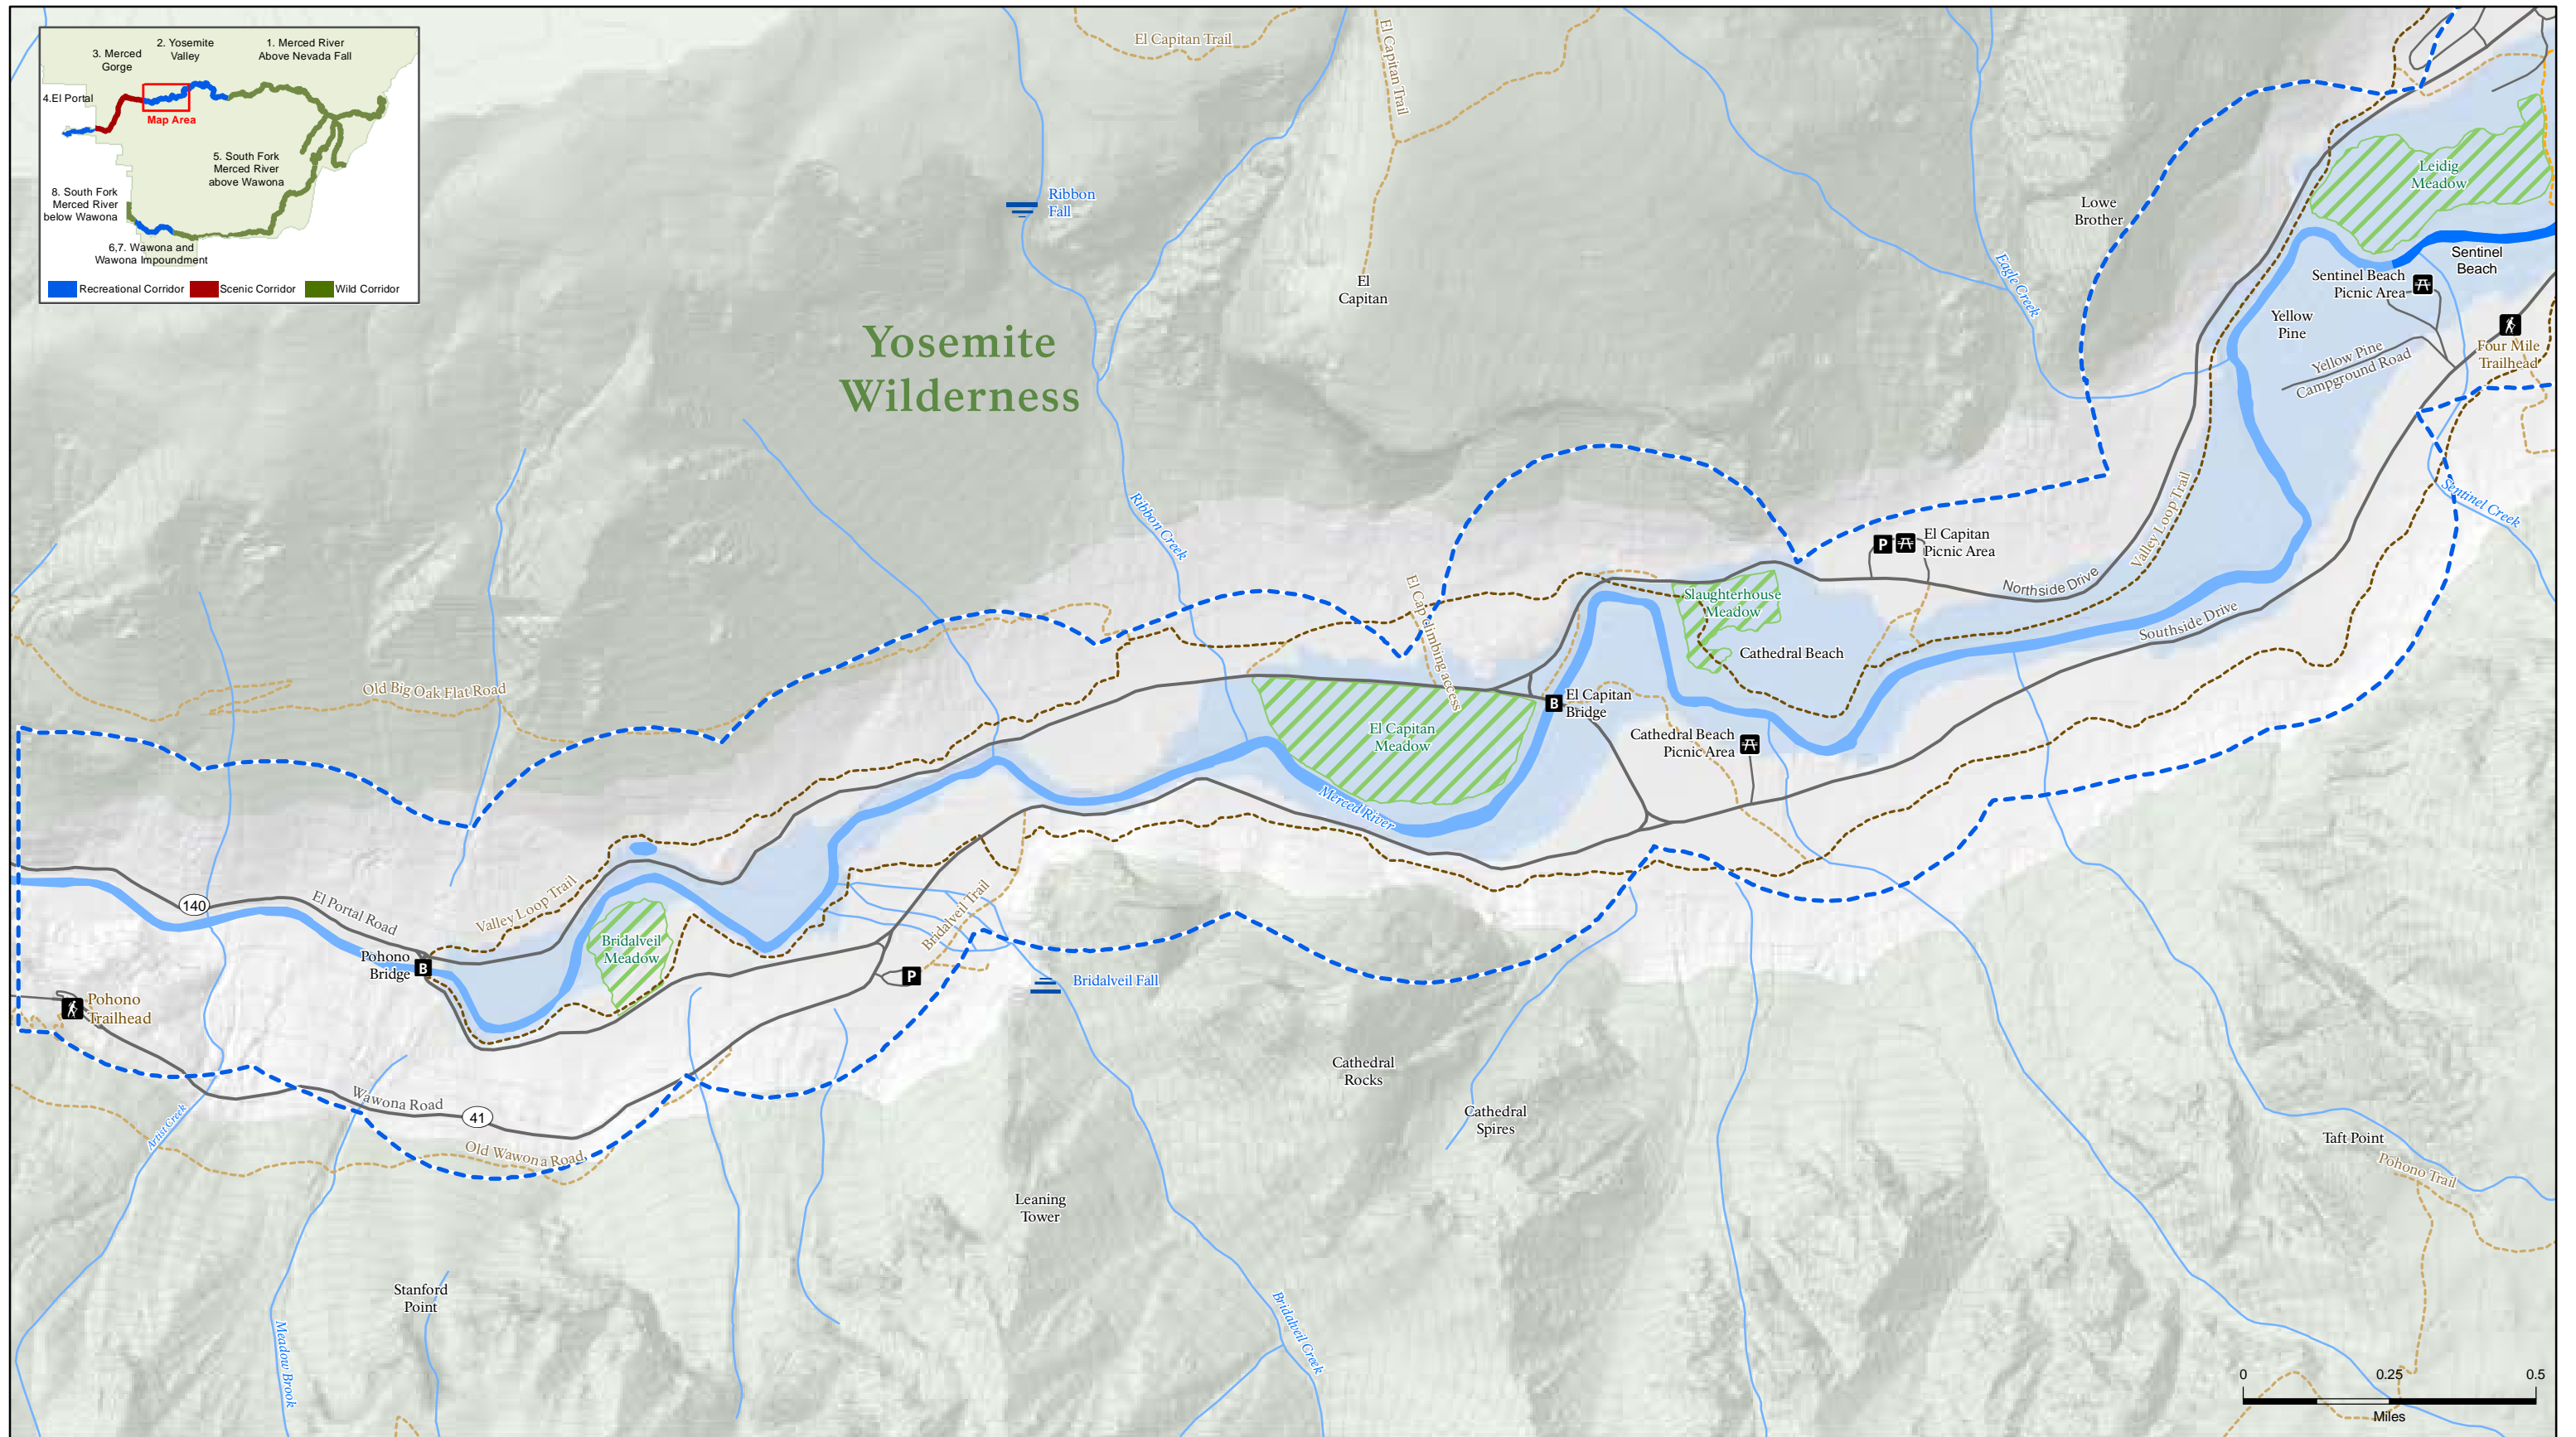 3. Merced
Gorge
2. Yosemite
Valley
1. Merced River
Above Nevada Fall
4.El Portal
Map Area
5. South Fork
Merced River
above Wawona
8. South Fork
Merced River
below Wawona
6,7. Wawona and
Wawona Impoundment
Recreational Corridor
Scenic Corridor
Wild Corridor
El Capitan Trail
El Capitan Trail
Ribbon
Fall
El
Capitan
Yosemite
Wilderness
Lowe
Brother
Eagle Creek
Leidig
Meadow
Sentinel
Beach
Sentinel Beach
Picnic Area
Yellow
Pine
Yellow Pine
Campground Road
Four Mile
Trailhead
Sentinel Creek
Ribbon Creek
El Cap climbing access
El Capitan
Picnic Area
P
Valley Loop Trail
Northside Drive
Southside Drive
Slaughterhouse
Meadow
Cathedral Beach
B
El Capitan
Bridge
El Capitan
Meadow
Cathedral Beach
Picnic Area
Merced River
Old Big Oak Flat Road
140
El Portal Road
Valley Loop Trail
Bridalveil
Meadow
Bridalveil Trail
Pohono
Bridge
B
P
Bridalveil Fall
Pohono
Trailhead
Wawona Road
41
Old Wawona Road
Artist Creek
Cathedral
Rocks
Cathedral
Spires
Leaning
Tower
Stanford
Point
Meadow Brook
Bridalveil Creek
Taft Point
Pohono Trail
0
0.25
0.5
Miles